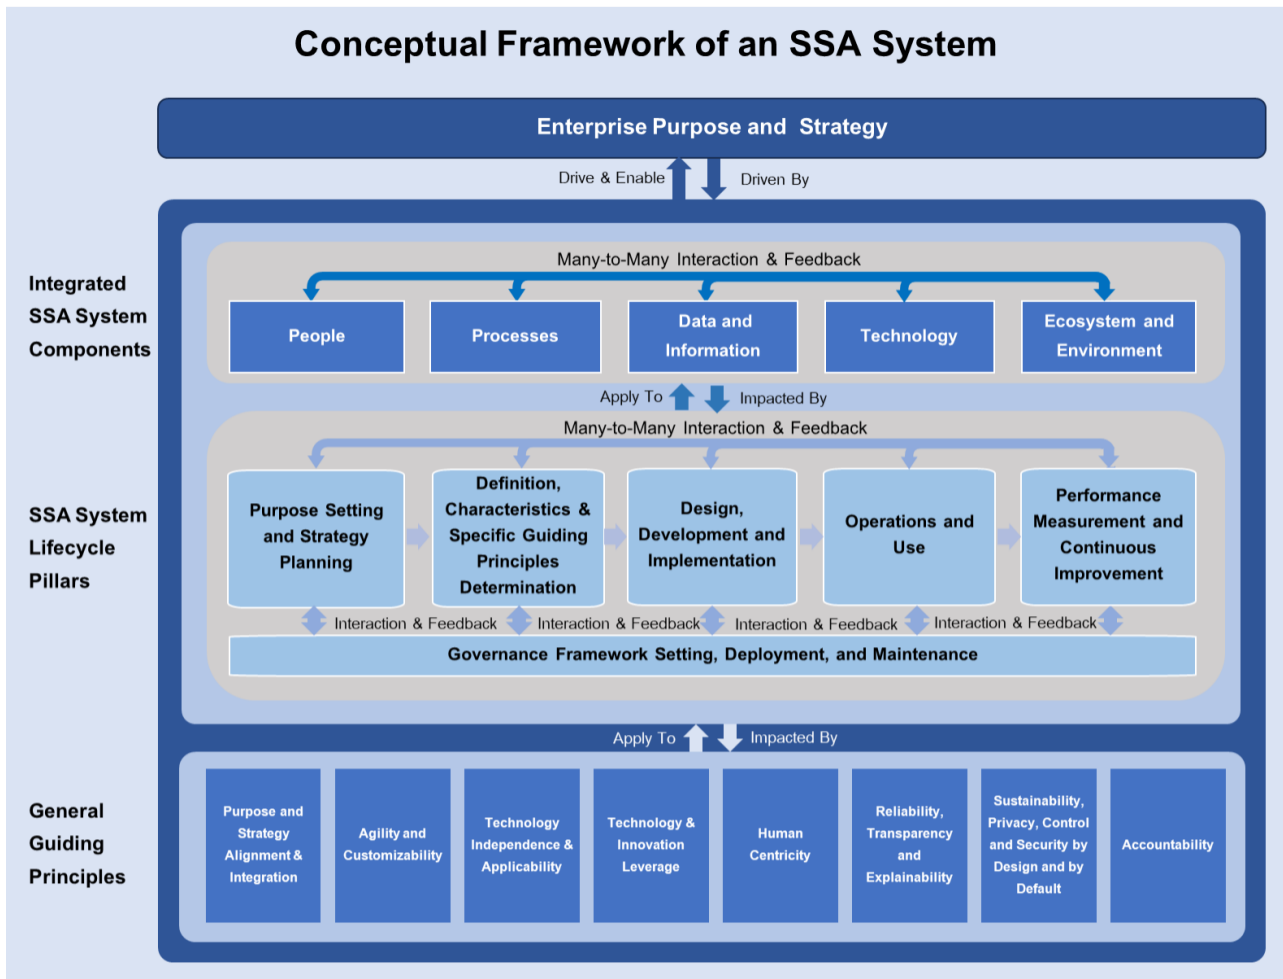 Conceptual Framework of an SSA System
Enterprise Purpose and Strategy
Drive & Enable
Driven By
Integrated
SSA System
Components
Many-to-Many Interaction & Feedback
People
Processes
Data and
Information
Technology
Ecosystem and
Environment
Apply To
Impacted By
SSA System
Lifecycle
Pillars
Many-to-Many Interaction & Feedback
Purpose Setting
and Strategy
Planning
Definition,
Characteristics &
Specific Guiding
Principles
Determination
Design,
Development and
Implementation
Operations and
Use
Performance
Measurement and
Continuous
Improvement
Interaction & Feedback
Interaction & Feedback
Interaction & Feedback
Interaction & Feedback
Governance Framework Setting, Deployment, and Maintenance
Apply To
Impacted By
General
Guiding
Principles
Purpose and
Strategy
Alignment &
Integration
Agility and
Customizability
Technology
Independence &
Applicability
Technology &
Innovation
Leverage
Human
Centricity
Reliability,
Transparency
and
Explainability
Sustainability,
Privacy, Control
and Security by
Design and by
Default
Accountability